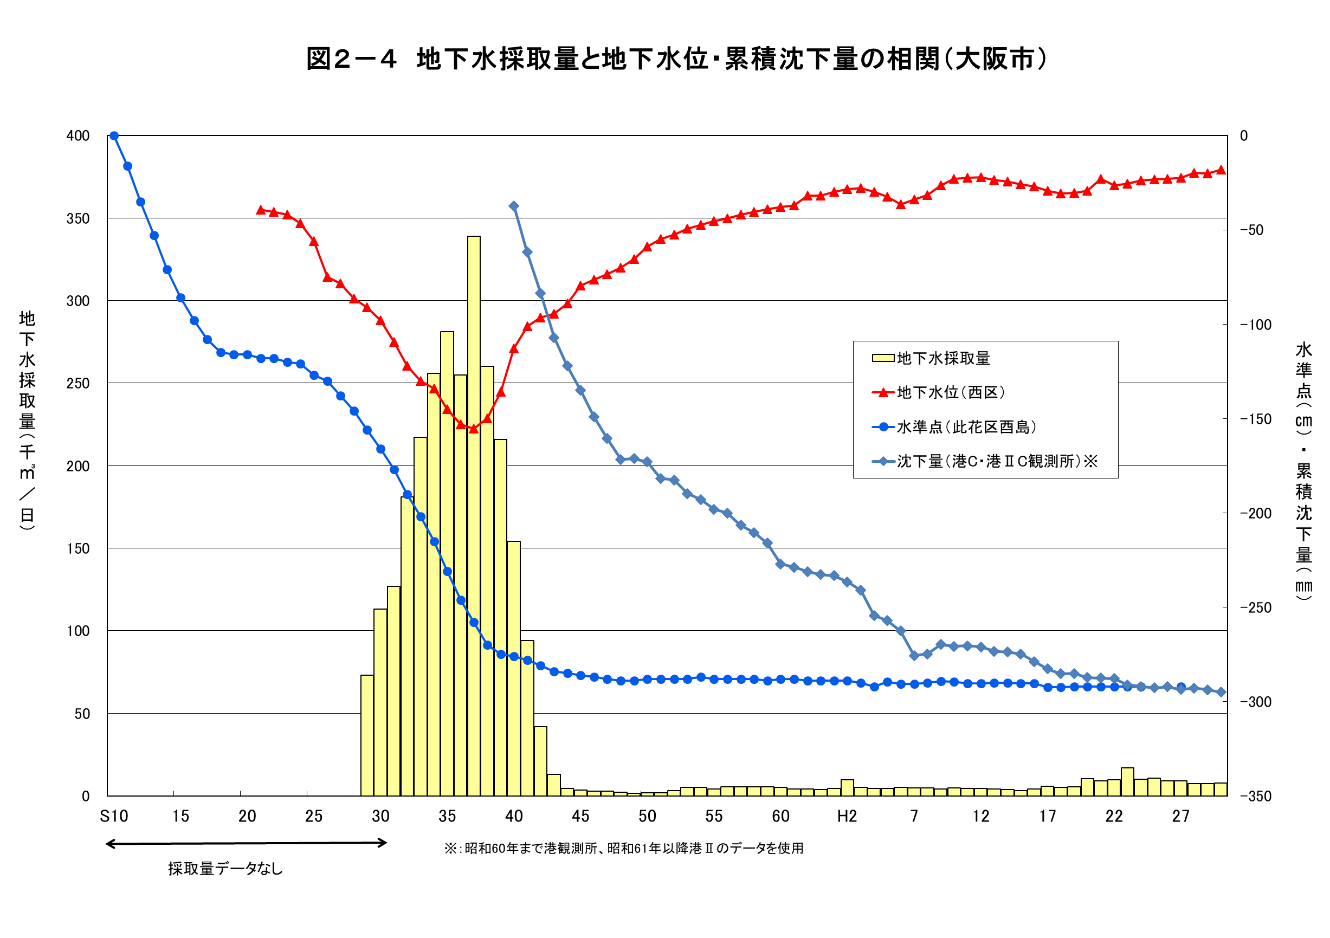 図２－４ 地下水採取量と地下水位・累積沈下量の相関（大阪市）
400
350
300
250
200
150
100
50
0
0
-50
-100
-150
-200
-250
-300
-350
地下水採取量（千㎥／日）
水準点（㎝）・累積沈下量（㎜）
地下水採取量
地下水位（西区）
水準点（此花区酉島）
沈下量（港C・港ⅡC観測所）※
S10 15 20 25 30 35 40 45 50 55 60 H2 7 12 17 22 27
採取量データなし
※：昭和60年まで港観測所、昭和61年以降港Ⅱのデータを使用